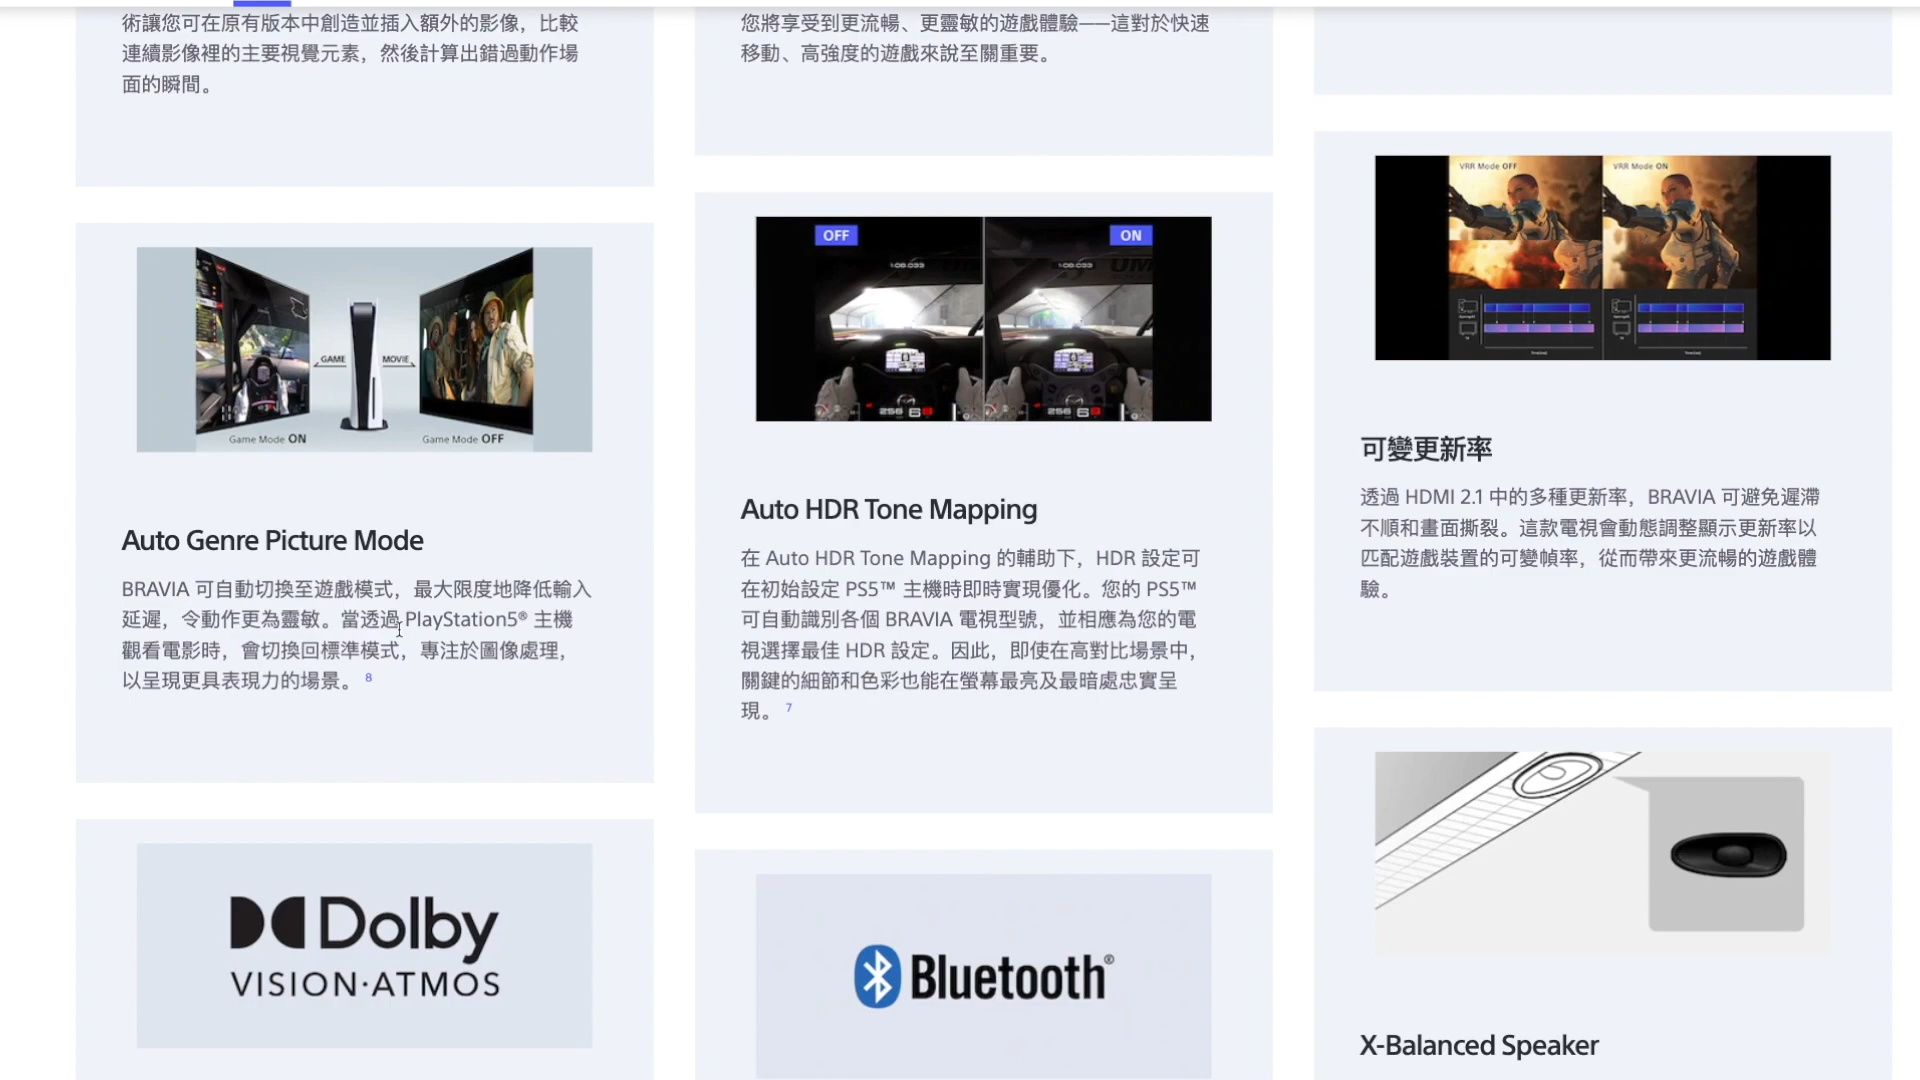 術讓您可在原有版本中創造並插入額外的影像，比較
連續影像裡的主要視覺元素，然後計算出錯過動作場
面的瞬間。
您將享受到更流暢、更靈敏的遊戲體驗——這對於快速
移動、高強度的遊戲來說至關重要。
GAME
MOVIE
Game Mode ON
Game Mode OFF
Auto Genre Picture Mode
BRAVIA 可自動切換至遊戲模式，最大限度地降低輸入
延遲，令動作更為靈敏。當透過 PlayStation5® 主機
觀看電影時，會切換回標準模式，專注於圖像處理，
以呈現更具表現力的場景。 8
OFF
ON
1:08.033
1:08.033
256 6
256 6
Auto HDR Tone Mapping
在 Auto HDR Tone Mapping 的輔助下，HDR 設定可
在初始設定 PS5™ 主機時即時實現優化。您的 PS5™
可自動識別各個 BRAVIA 電視型號，並相應為您的電
視選擇最佳 HDR 設定。因此，即使在高對比場景中，
關鍵的細節和色彩也能在螢幕最亮及最暗處忠實呈
現。 7
VRR Mode OFF
VRR Mode ON
可變更新率
透過 HDMI 2.1 中的多種更新率，BRAVIA 可避免遲滯
不順和畫面撕裂。這款電視會動態調整顯示更新率以
匹配遊戲裝置的可變幀率，從而帶來更流暢的遊戲體
驗。
Dolby
VISION·ATMOS
Bluetooth®
X-Balanced Speaker